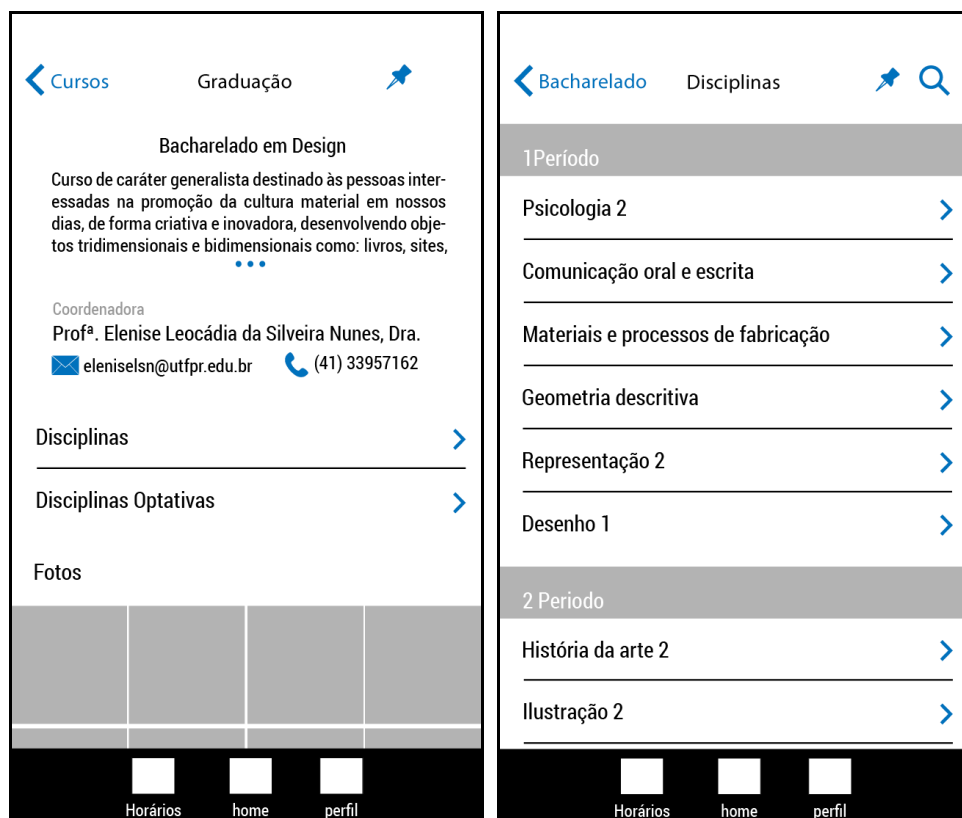 Cursos
Graduação
Bacharelado em Design
Curso de caráter generalista destinado às pessoas inter-
essadas na promoção da cultura material em nossos
dias, de forma criativa e inovadora, desenvolvendo obje-
tos tridimensionais e bidimensionais como: livros, sites,
Coordenadora
Profª. Elenise Leocádia da Silveira Nunes, Dra.
eleniselsn@utfpr.edu.br (41) 33957162
Disciplinas
Disciplinas Optativas
Fotos
Horários home perfil
Bacharelado
Disciplinas
1Período
Psicologia 2
Comunicação oral e escrita
Materiais e processos de fabricação
Geometria descritiva
Representação 2
Desenho 1
2 Periodo
História da arte 2
Ilustração 2
Horários home perfil